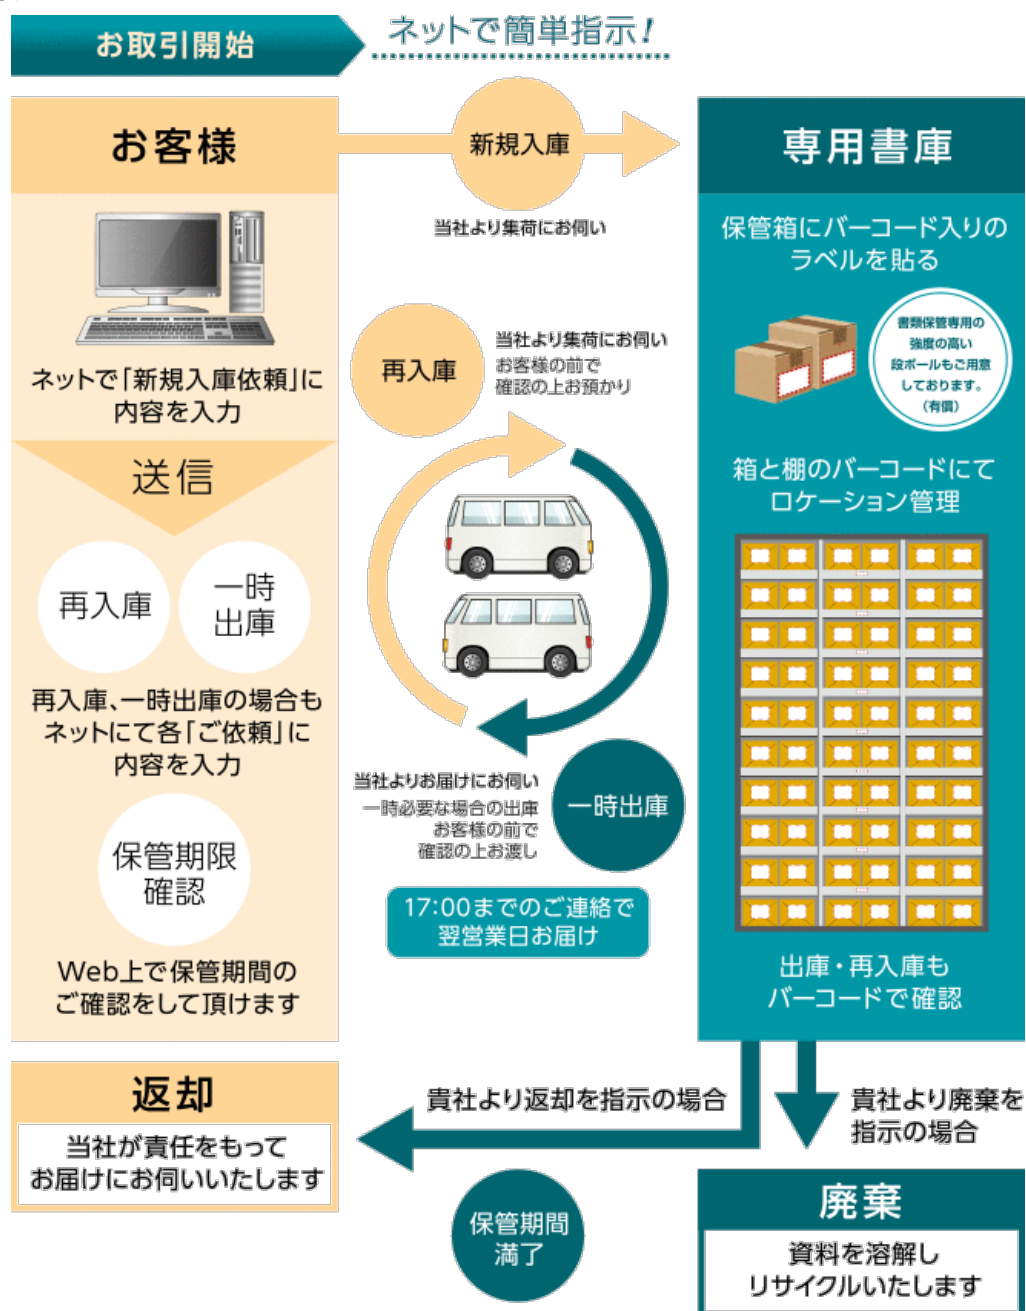 お取引開始
ネットで簡単指示!
お客様
新規入庫
専用書庫
当社より集荷にお伺い
ネットで「新規入庫依頼」に
内容を入力
送信
再入庫
一時
出庫
再入庫、一時出庫の場合も
ネットにて各「ご依頼」に
内容を入力
保管期限
確認
Web上で保管期間の
ご確認をして頂けます
再入庫
当社より集荷にお伺い
お客様の前で
確認の上お預かり
当社よりお届けにお伺い
一時必要な場合の出庫
お客様の前で
確認の上お渡し
一時出庫
17:00までのご連絡で
翌営業日お届け
保管箱にバーコード入りの
ラベルを貼る
書類保管専用の
強度の高い
段ボールもご用意
しております。
(有償)
箱と棚のバーコードにて
ロケーション管理
出庫・再入庫も
バーコードで確認
返却
当社が責任をもって
お届けにお伺いいたします
貴社より返却を指示の場合
貴社より廃棄を
指示の場合
保管期間
満了
廃棄
資料を溶解し
リサイクルいたします